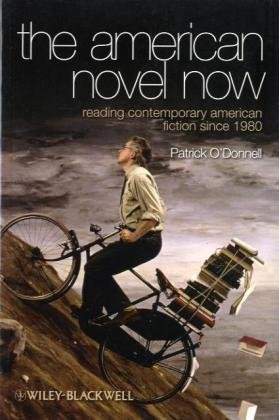 the american
novel now
reading contemporary american
fiction since 1980
Patrick O'Donnell
WILEY-BLACKWELL